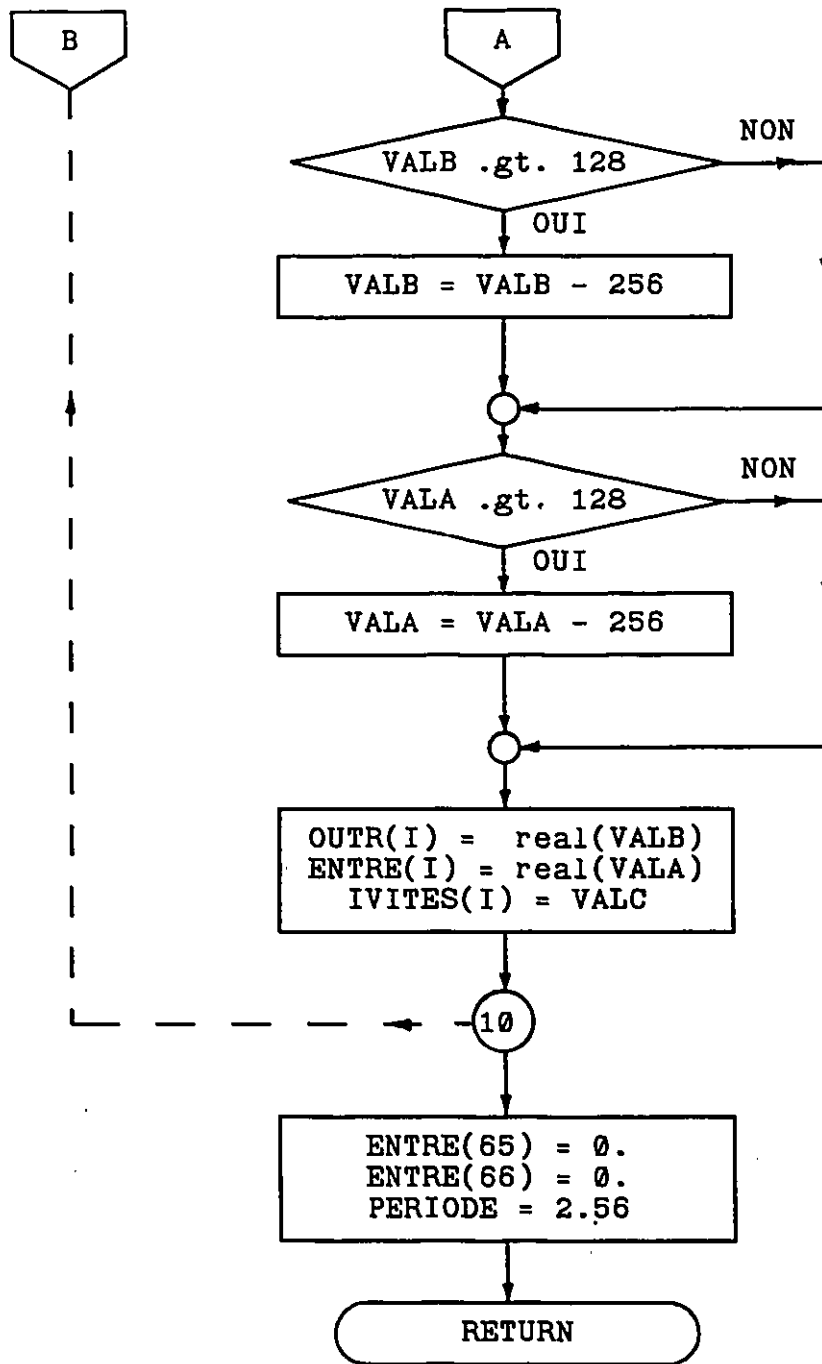 B
A
VALB .gt. 128
NON
OUI
VALB = VALB - 256
VALA .gt. 128
NON
OUI
VALA = VALA - 256
OUTR(I) = real(VALB)
ENTRE(I) = real(VALA)
IVITES(I) = VALC
10
ENTRE(65) = 0.
ENTRE(66) = 0.
PERIODE = 2.56
RETURN